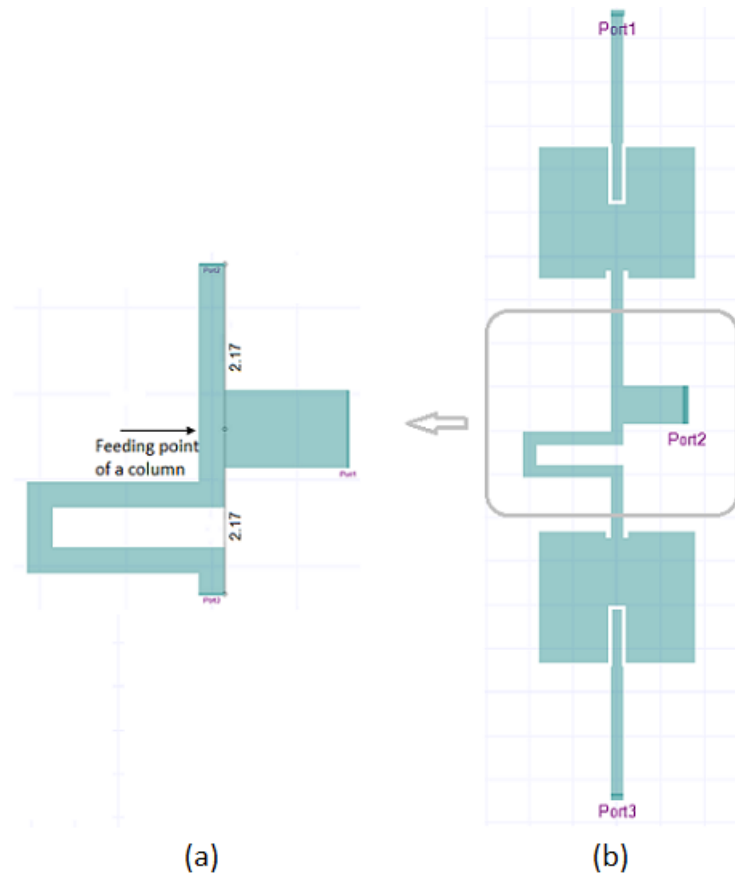 Port1
Port2
2.17
Feeding point
of a column
Port1
Port2
2.17
Port3
Port3
(a)
(b)